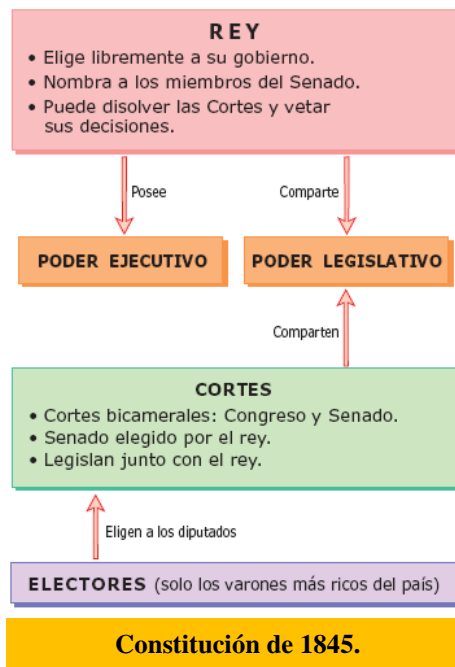 REY
• Elige libremente a su gobierno.
• Nombra a los miembros del Senado.
• Puede disolver las Cortes y vetar
sus decisiones.
Posee
Comparte
PODER EJECUTIVO
PODER LEGISLATIVO
Comparten
CORTES
• Cortes bicamerales: Congreso y Senado.
• Senado elegido por el rey.
• Legislan junto con el rey.
Eligen a los diputados
ELECTORES (solo los varones más ricos del país)
Constitución de 1845.